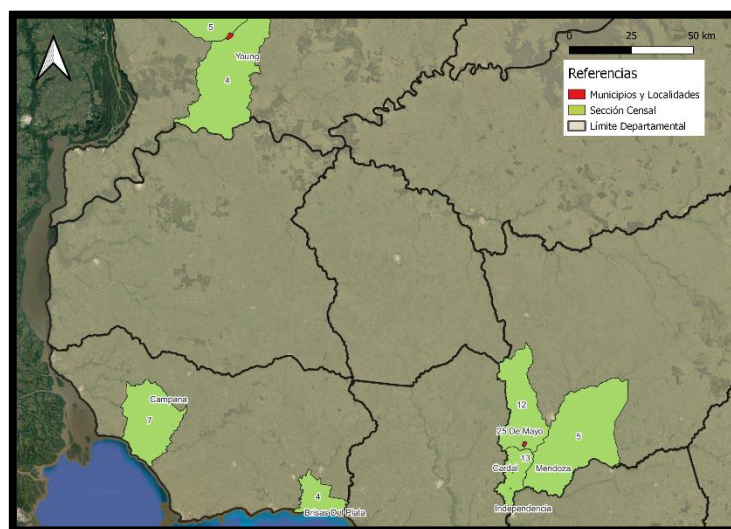 5
Young
4
0 25 50 km
Referencias
Municipios y Localidades
Sección Censal
Límite Departamental
Campana
7
12
25 De Mayo
5
13
Cardal
Mendoza
4
Brisas Del Plata
Independencia